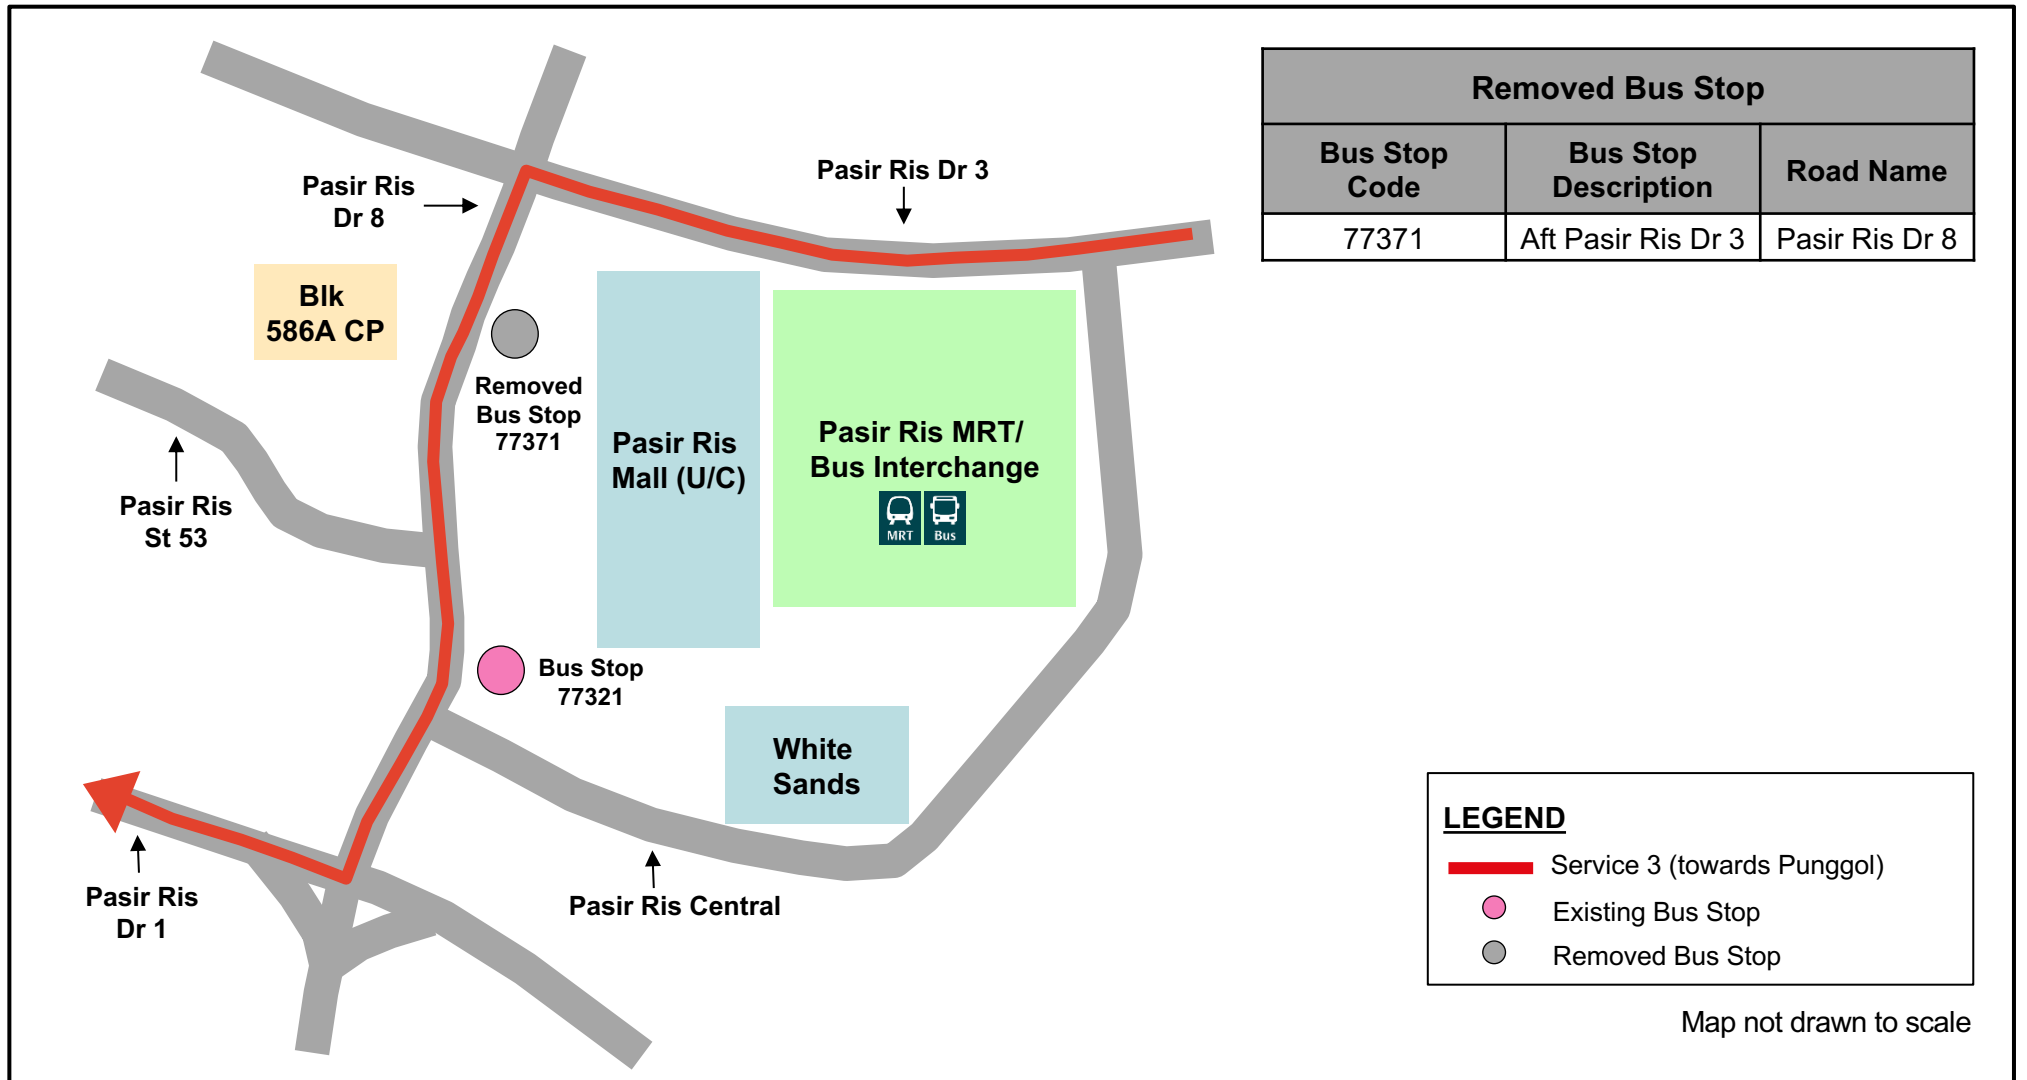 Removed Bus Stop
Bus Stop
Code
Bus Stop
Description
Road Name
77371
Aft Pasir Ris Dr 3
Pasir Ris Dr 8
Pasir Ris
Dr 8
Pasir Ris Dr 3
Blk
586A CP
Removed
Bus Stop
77371
Pasir Ris
Mall (U/C)
Pasir Ris MRT/
Bus Interchange
MRT
Bus
Pasir Ris
St 53
Bus Stop
77321
White
Sands
Pasir Ris
Dr 1
Pasir Ris Central
LEGEND
Service 3 (towards Punggol)
Existing Bus Stop
Removed Bus Stop
Map not drawn to scale